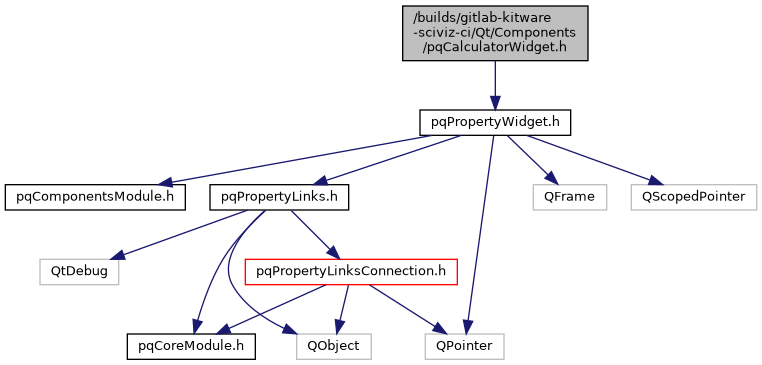 /builds/gitlab-kitware
-sciviz-ci/Qt/Components
/pqCalculatorWidget.h
pqPropertyWidget.h
pqComponentsModule.h
pqPropertyLinks.h
QFrame
QScopedPointer
QtDebug
pqPropertyLinksConnection.h
pqCoreModule.h
QObject
QPointer